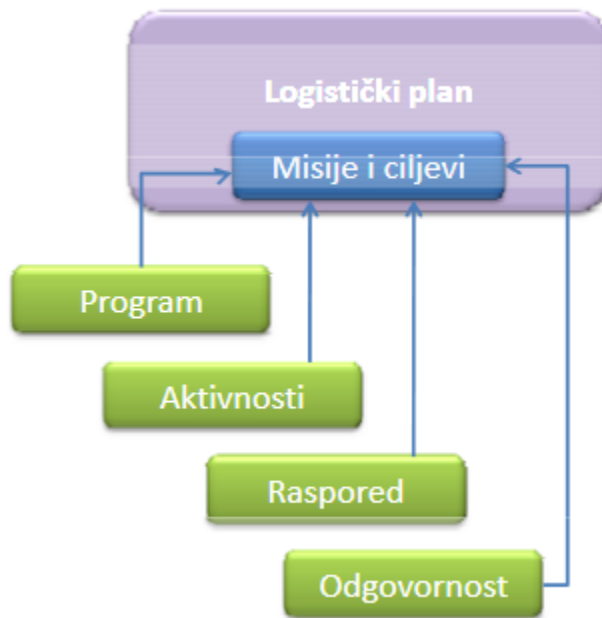 Logistički plan
Misije i ciljevi
Program
Aktivnosti
Raspored
Odgovornost